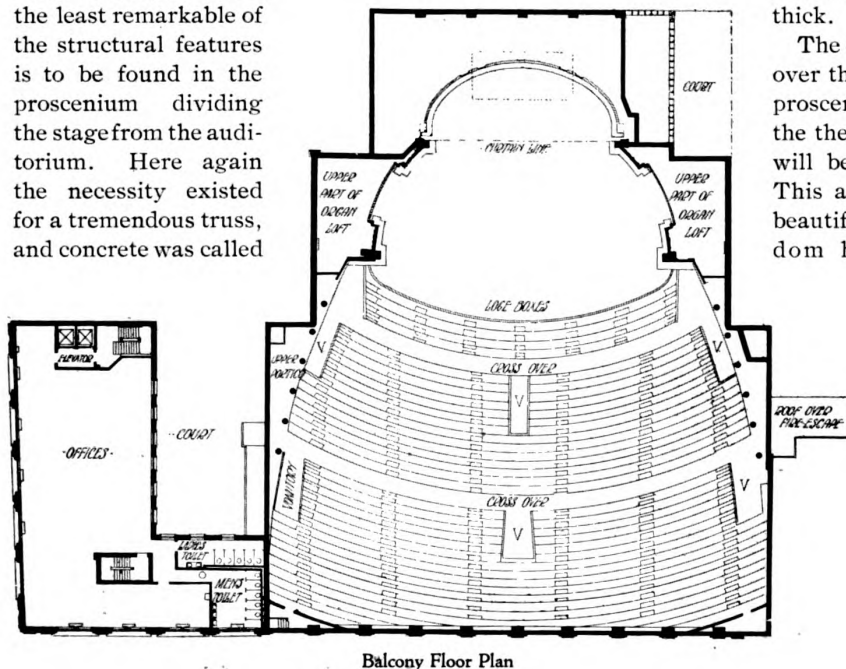 the least remarkable of
the structural features
is to be found in the
proscenium dividing
the stage from the audi-
torium. Here again
the necessity existed
for a tremendous truss,
and concrete was called
thick.
The
over th
proscen
the the
will be
This a
beautif
dom h
COURT
CURTAIN LINE
UPPER
PART OF
ORGAN
LOFT
UPPER
PART OF
ORGAN
LOFT
LOGE BOXES
V
V
CROSS OVER
V
ELEVATOR
UPPER
PORTICO
ROOF OVER
FIRE-ESCAPE
-OFFICES-
COURT
VOMITORY
CROSS OVER
V
V
LADIES
TOILET
MEN'S
TOILET
Balcony Floor Plan